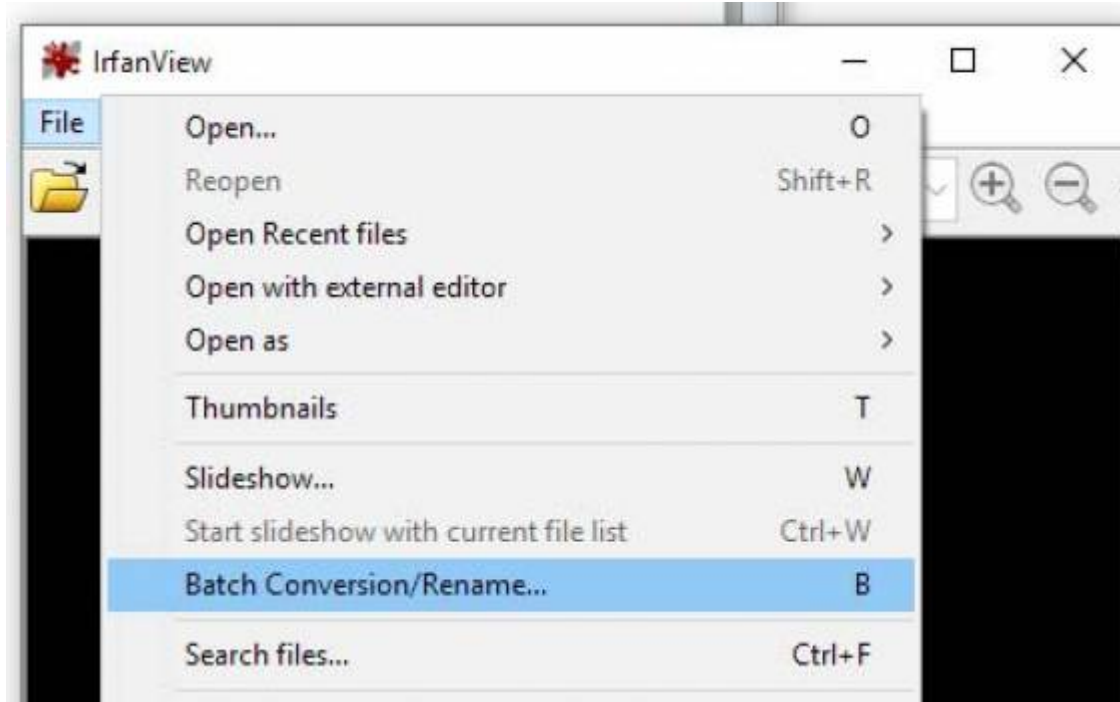 IrfanView
File
Open... O
Reopen Shift+R
Open Recent files
Open with external editor
Open as
Thumbnails T
Slideshow... W
Start slideshow with current file list Ctrl+W
Batch Conversion/Rename... B
Search files... Ctrl+F